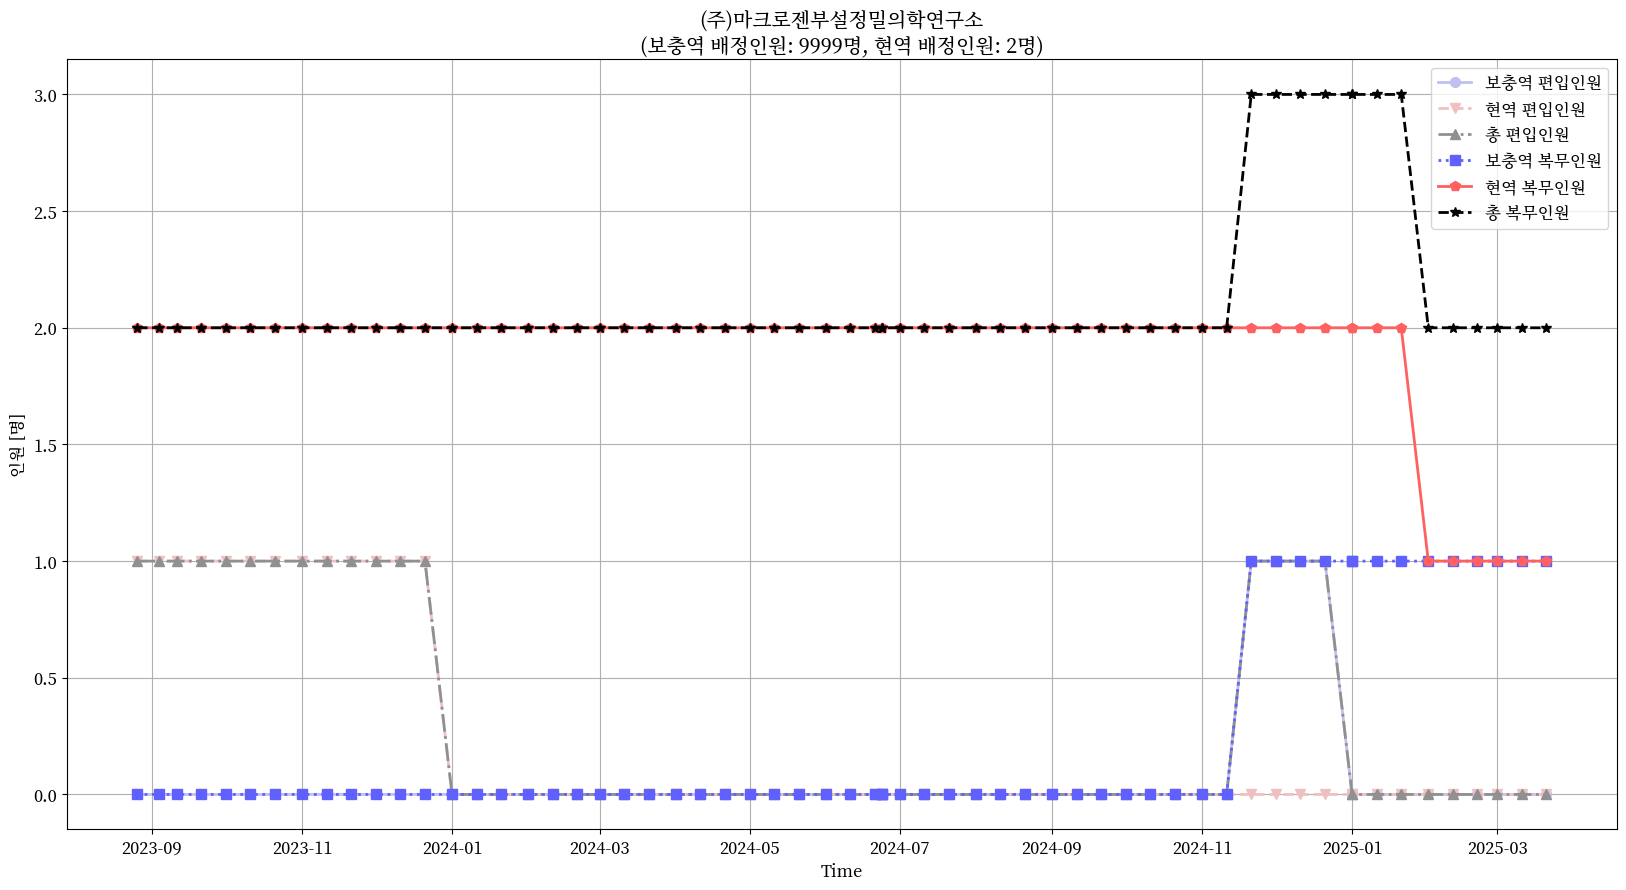 (주)마크로젠부설정밀의학연구소
(보충역 배정인원: 9999명, 현역 배정인원: 2명)
보충역 편입인원
현역 편입인원
총 편입인원
보충역 복무인원
현역 복무인원
총 복무인원
인원 [명]
3.0
2.5
2.0
1.5
1.0
0.5
0.0
2023-09
2023-11
2024-01
2024-03
2024-05
2024-07
2024-09
2024-11
2025-01
2025-03
Time